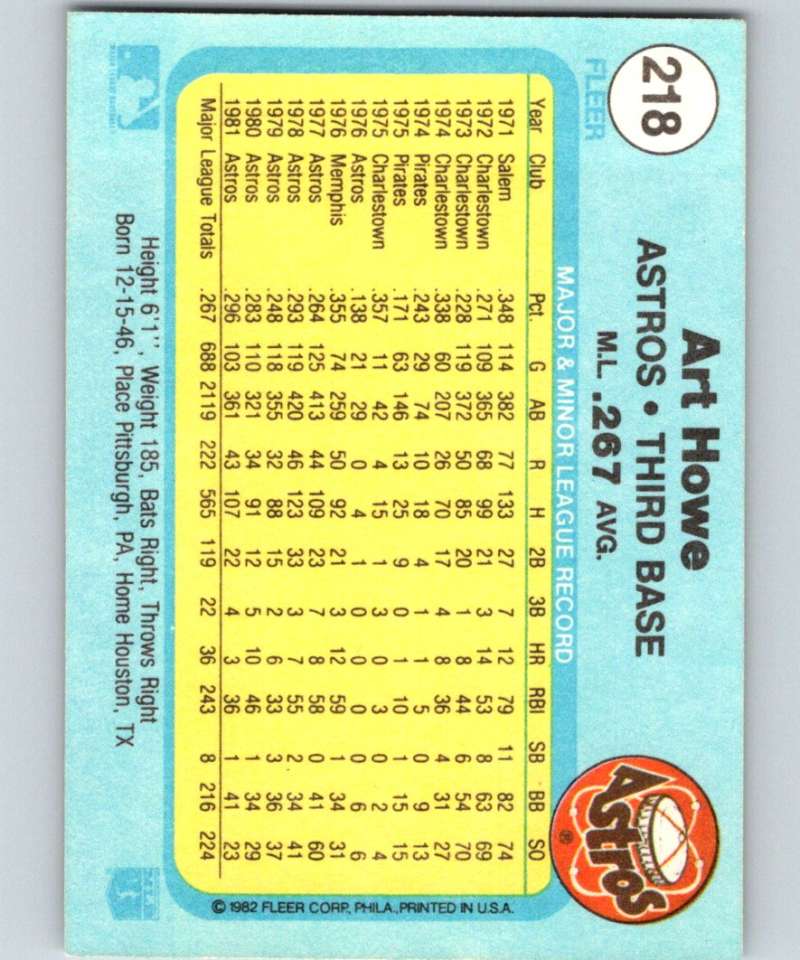 218
FLEER
Art Howe
ASTROS • THIRD BASE
M.L. .267 AVG.
Astros
®
MAJOR & MINOR LEAGUE RECORD
Year Club Pct. G AB R H 2B 3B HR RBI SB BB SO
1971 Salem .348 114 382 77 133 27 7 12 79 11 82 74
1972 Charlestown .271 109 365 68 99 21 3 14 53 8 63 69
1973 Charlestown .228 119 372 50 85 20 1 8 44 6 54 70
1974 Charlestown .338 60 207 26 70 17 4 8 36 4 31 27
1974 Pirates .243 29 74 10 18 4 1 1 5 0 9 13
1975 Pirates .171 63 146 13 25 9 0 1 10 1 15 15
1975 Charlestown .357 11 42 4 15 1 3 0 3 0 2 4
1976 Astros .138 21 29 0 4 1 0 0 0 0 6 6
1976 Memphis .355 74 259 50 92 21 3 12 59 1 34 31
1977 Astros .264 125 413 44 109 23 7 8 58 0 41 60
1978 Astros .293 119 420 46 123 33 3 7 55 2 34 41
1979 Astros .248 118 355 32 88 15 2 6 33 3 36 37
1980 Astros .283 110 321 34 91 12 5 10 46 1 34 29
1981 Astros .296 103 361 43 107 22 4 3 36 1 41 23
Major League Totals .267 688 2119 222 565 119 22 36 243 8 216 224
© 1982 FLEER CORP., PHILA., PRINTED IN U.S.A.
Height 6'1", Weight 185, Bats Right, Throws Right
Born 12-15-46, Place Pittsburgh, PA, Home Houston, TX